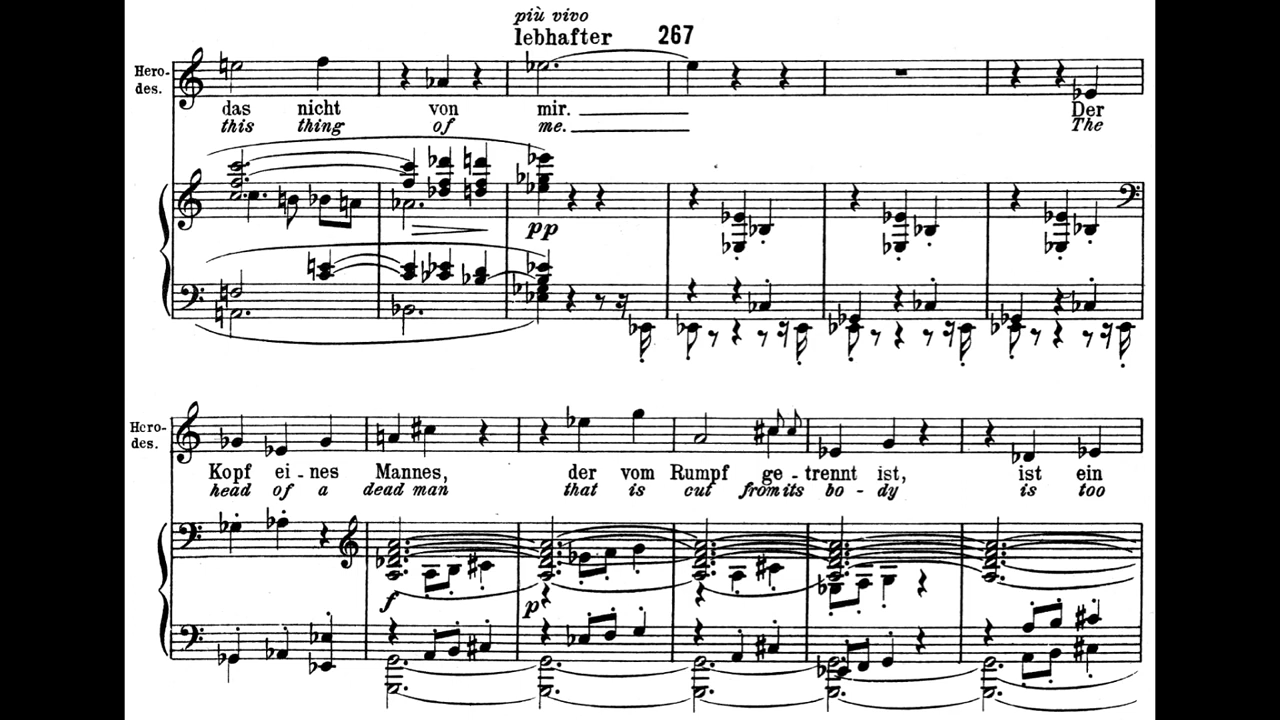 più vivo
lebhafter 267
Hero-
des.
das nicht von mir. Der
this thing of me. The
pp
Hero-
des.
Kopf ei - nes Mannes, der vom Rumpf ge - trennt ist, ist ein
head of a dead man that is cut from its bo - dy is too
f p